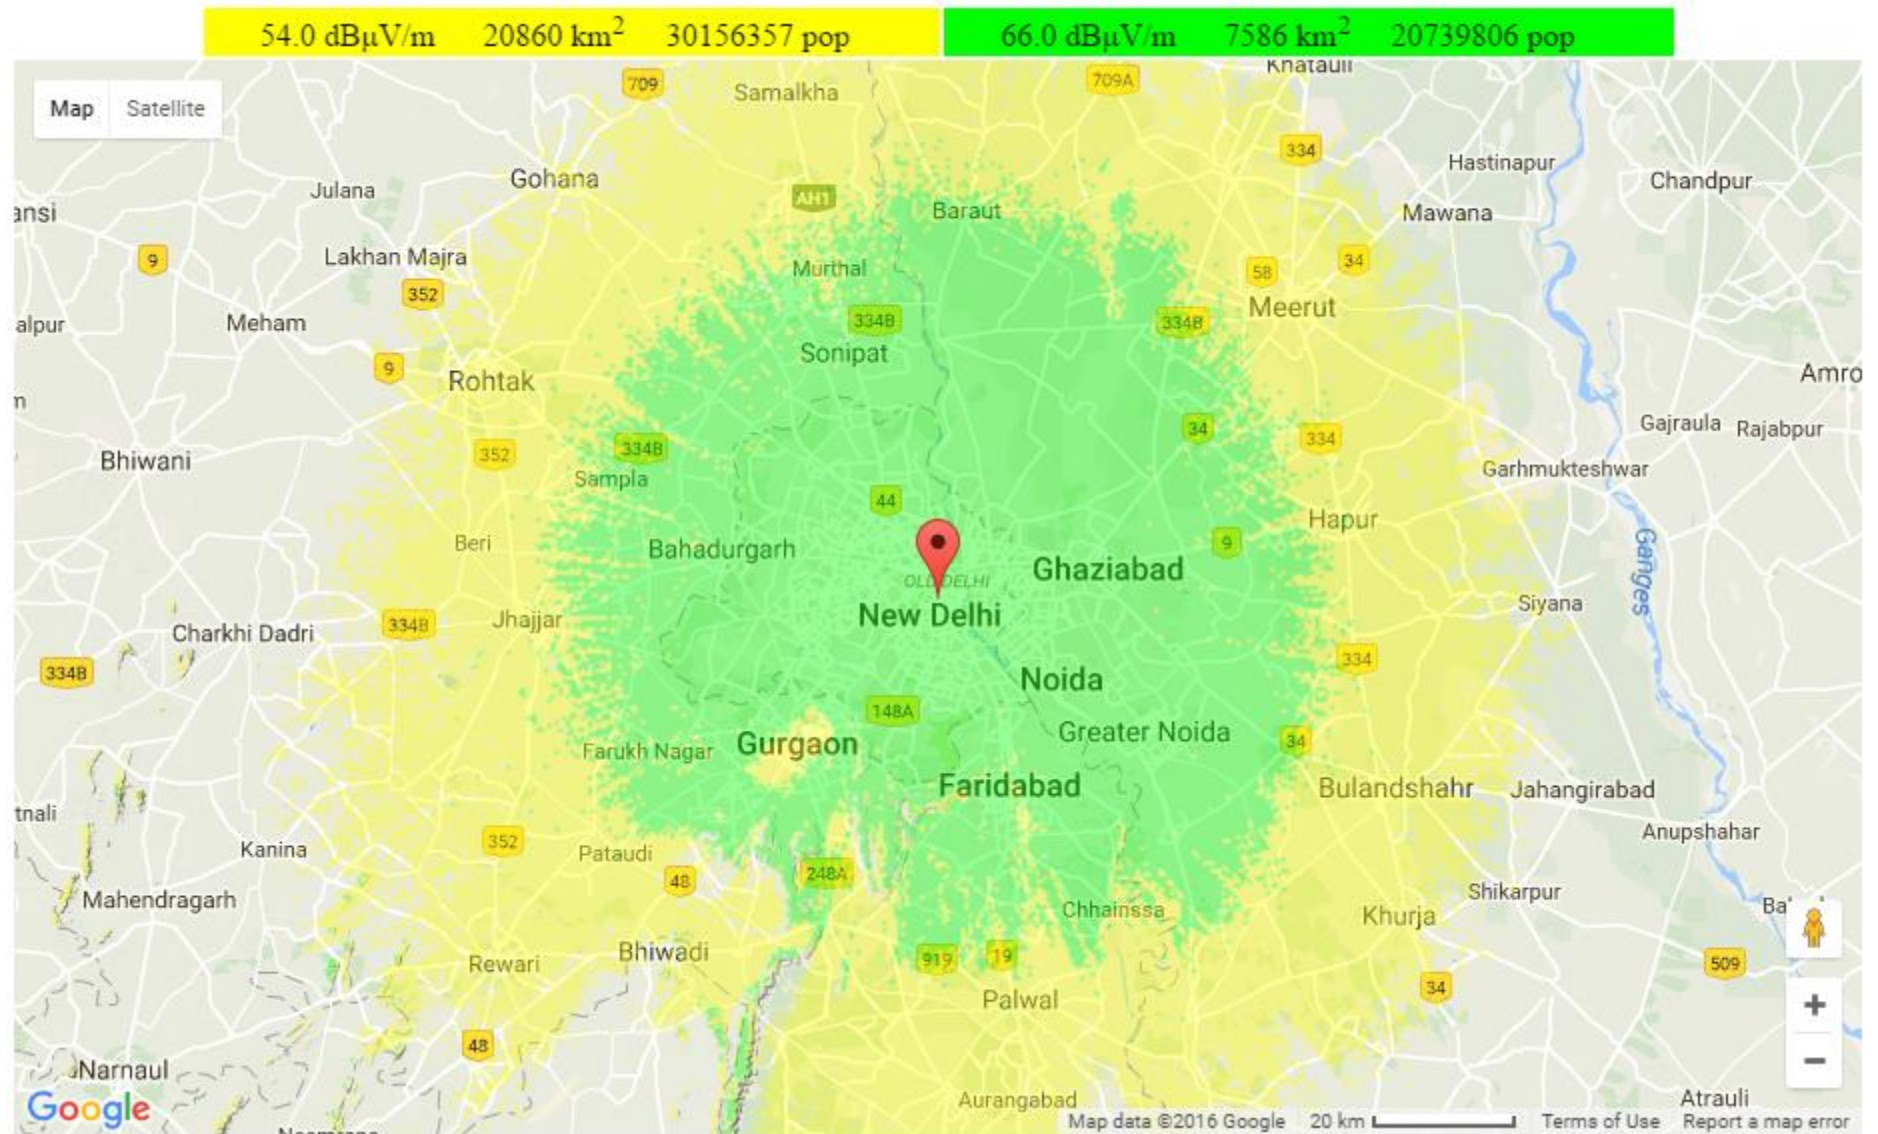 54.0 dBµV/m 20860 km² 30156357 pop 66.0 dBµV/m 7586 km² 20739806 pop
Khatauli
709 Samalkha 709A
Map Satellite
334
Hastinapur
Gohana Chandpur
Julana AH1
ansi Baraut Mawana
9 Lakhan Majra Murthal 58 34
352 Meerut
alpur Meham 334B 334B
Sonipat
9 Rohtak Amro
m
Gajraula Rajabpur
34 334
Bhiwani 352 334B Garhmukteshwar
Sampla
44
Hapur
Beri Bahadurgarh 9
Ghaziabad Ganges
OLD DELHI
New Delhi Siyana
Charkhi Dadri 334B Jhajjar
334B 334
Noida
148A
Farukh Nagar Gurgaon Greater Noida 34
Faridabad Bulandshahr Jahangirabad
tnali
Anupshahar
Kanina 352 Pataudi
48 248A
Mahendragarh Shikarpur
Chhainssa Khurja
Rewari Bhiwadi 919 19 509
Palwal 34
48
Narnaul
Aurangabad Atrauli
Google Map data ©2016 Google 20 km Terms of Use Report a map error